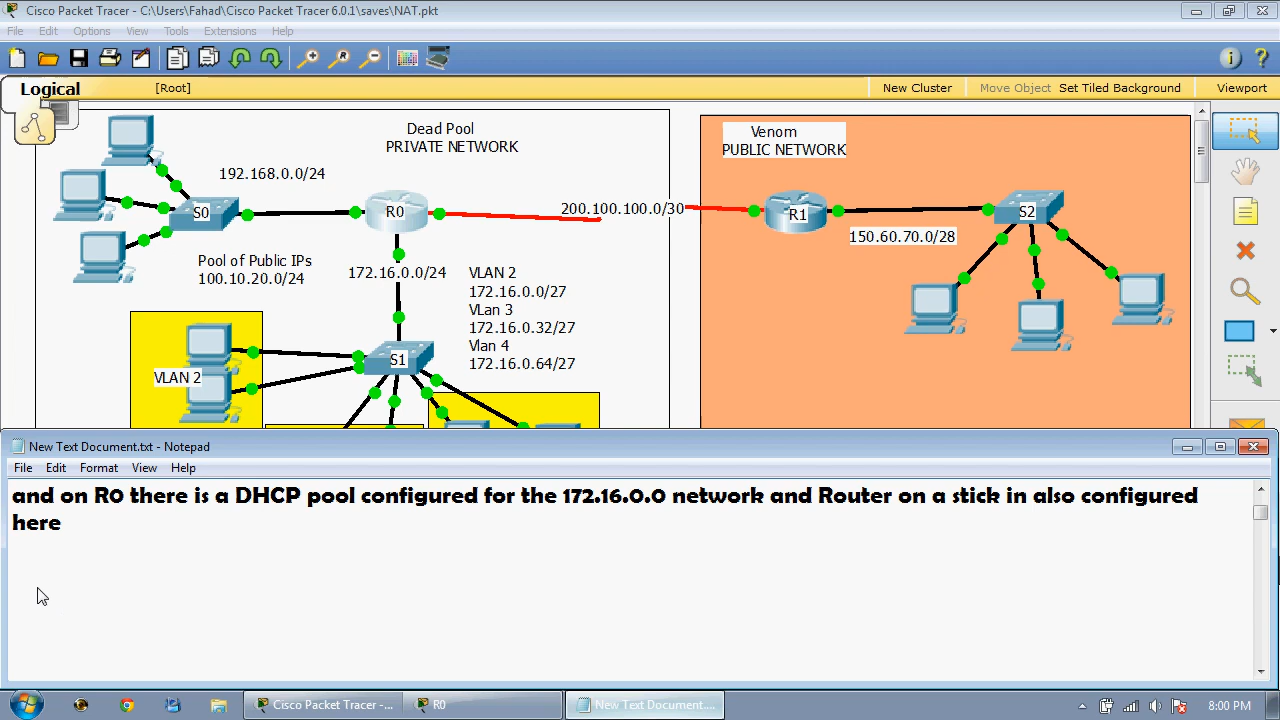 Cisco Packet Tracer - C:\Users\Fahad\Cisco Packet Tracer 6.0.1\saves\NAT.pkt
File Edit Options View Tools Extensions Help
Logical [Root] New Cluster Move Object Set Tiled Background Viewport
Dead Pool
PRIVATE NETWORK
192.168.0.0/24
S0
R0
200.100.100.0/30
Pool of Public IPs
100.10.20.0/24
172.16.0.0/24
VLAN 2
172.16.0.0/27
Vlan 3
172.16.0.32/27
Vlan 4
172.16.0.64/27
S1
VLAN 2
Venom
PUBLIC NETWORK
R1
S2
150.60.70.0/28
New Text Document.txt - Notepad
File Edit Format View Help
and on R0 there is a DHCP pool configured for the 172.16.0.0 network and Router on a stick in also configured
here
Cisco Packet Tracer -... R0 New Text Document.... 8:00 PM